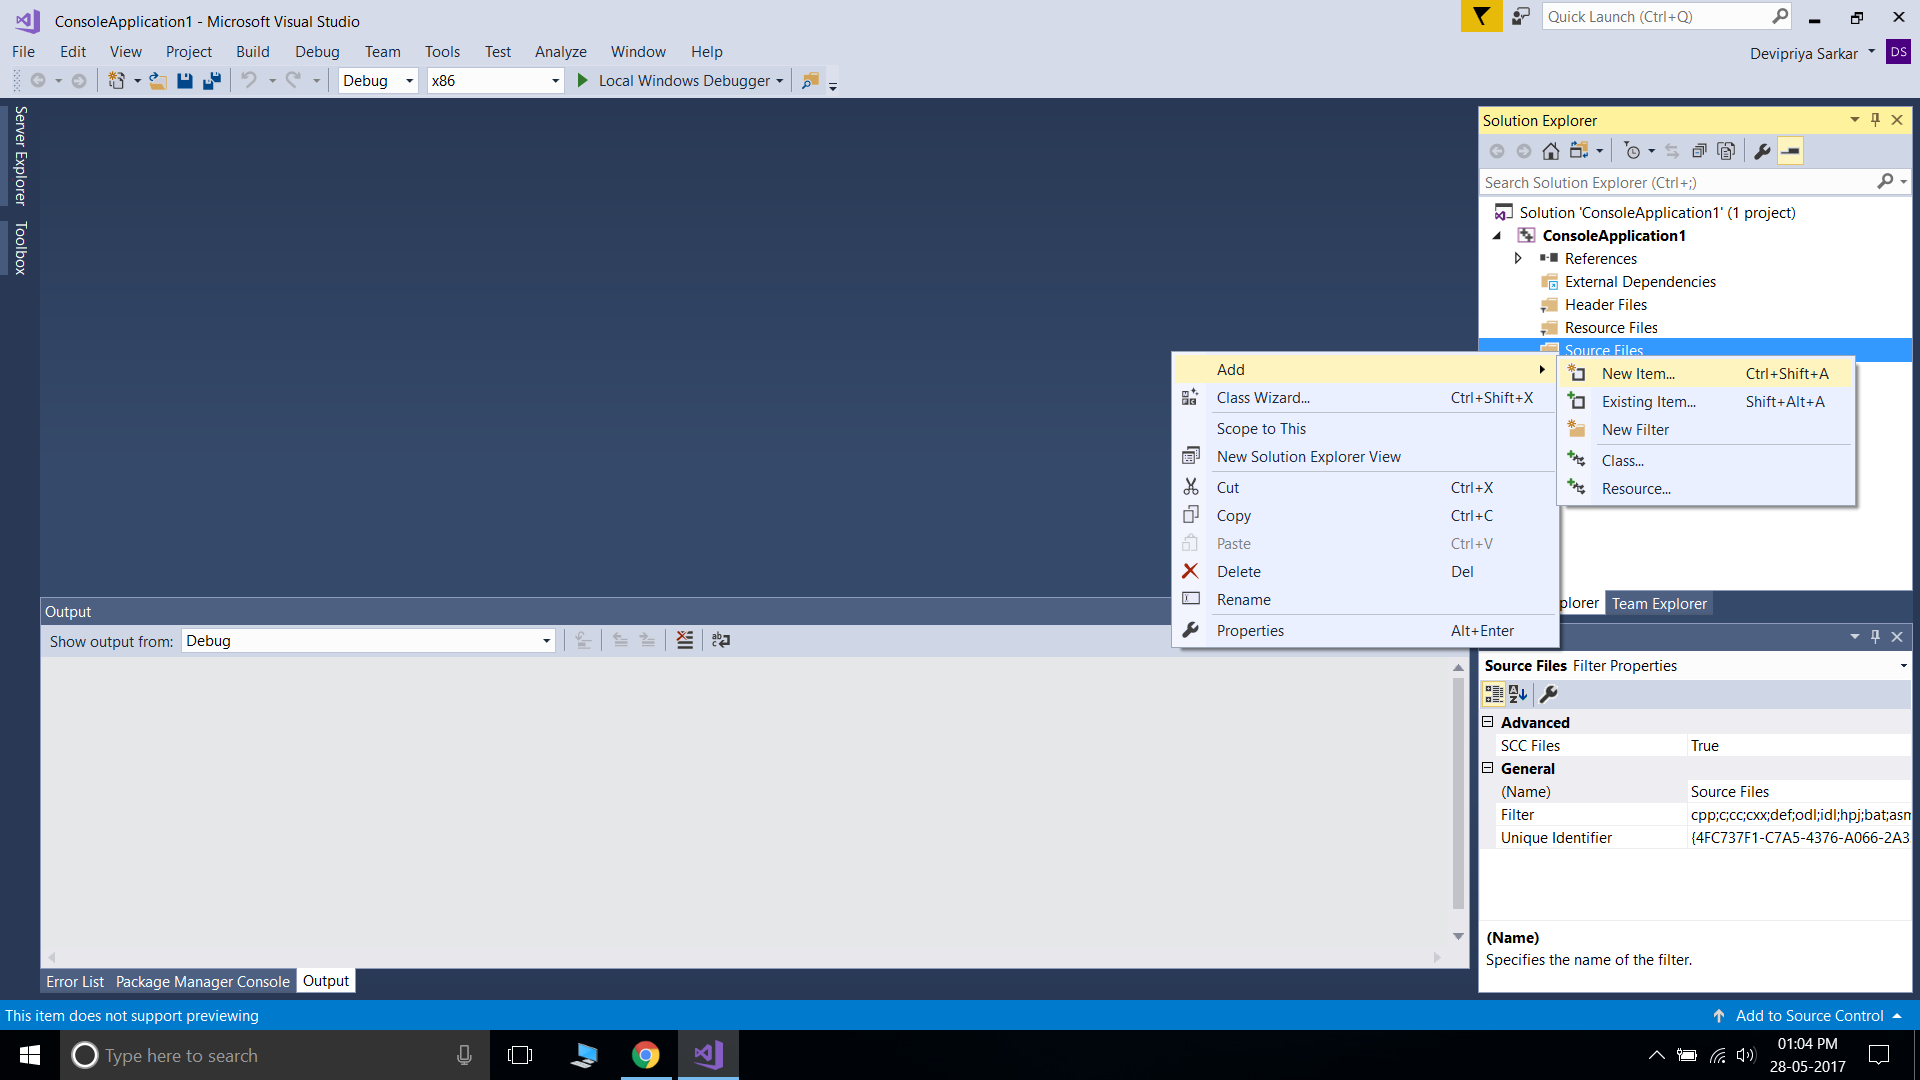 ConsoleApplication1 - Microsoft Visual Studio
Quick Launch (Ctrl+Q)
File Edit View Project Build Debug Team Tools Test Analyze Window Help
Devipriya Sarkar DS
Debug x86 Local Windows Debugger
Server Explorer
Toolbox
Solution Explorer
Search Solution Explorer (Ctrl+;)
Solution 'ConsoleApplication1' (1 project)
ConsoleApplication1
References
External Dependencies
Header Files
Resource Files
Source Files
Add
Class Wizard... Ctrl+Shift+X
Scope to This
New Solution Explorer View
Cut Ctrl+X
Copy Ctrl+C
Paste Ctrl+V
Delete Del
Rename
Properties Alt+Enter
New Item... Ctrl+Shift+A
Existing Item... Shift+Alt+A
New Filter
Class...
Resource...
plorer Team Explorer
Output
Show output from: Debug
Source Files Filter Properties
Advanced
SCC Files True
General
(Name) Source Files
Filter cpp;c;cc;cxx;def;odl;idl;hpj;bat;asm
Unique Identifier {4FC737F1-C7A5-4376-A066-2A3
(Name)
Specifies the name of the filter.
Error List Package Manager Console Output
This item does not support previewing
Add to Source Control
Type here to search
01:04 PM
28-05-2017